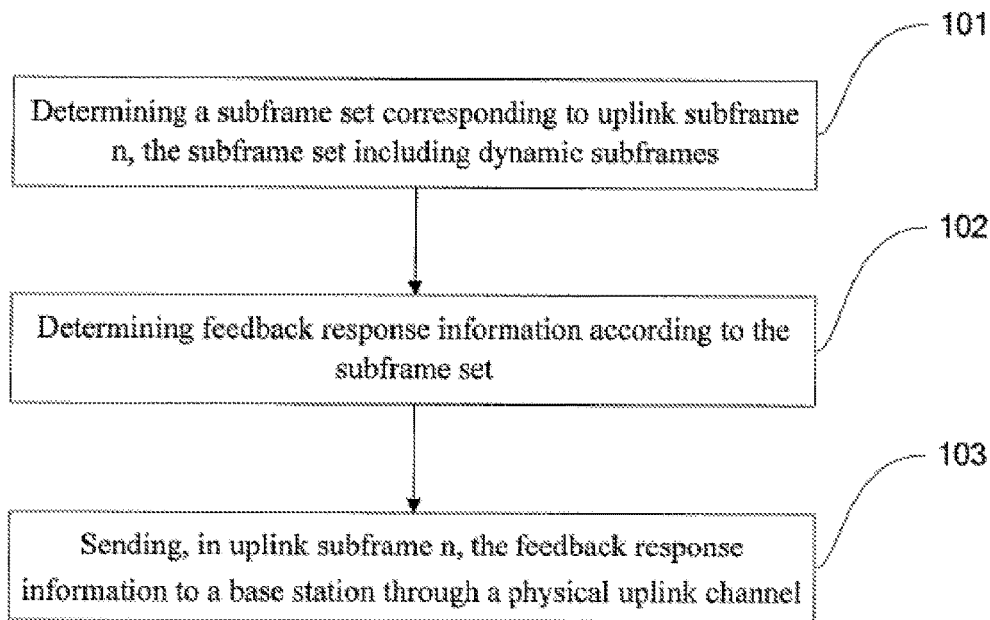 101
Determining a subframe set corresponding to uplink subframe
n, the subframe set including dynamic subframes
102
Determining feedback response information according to the
subframe set
103
Sending, in uplink subframe n, the feedback response
information to a base station through a physical uplink channel